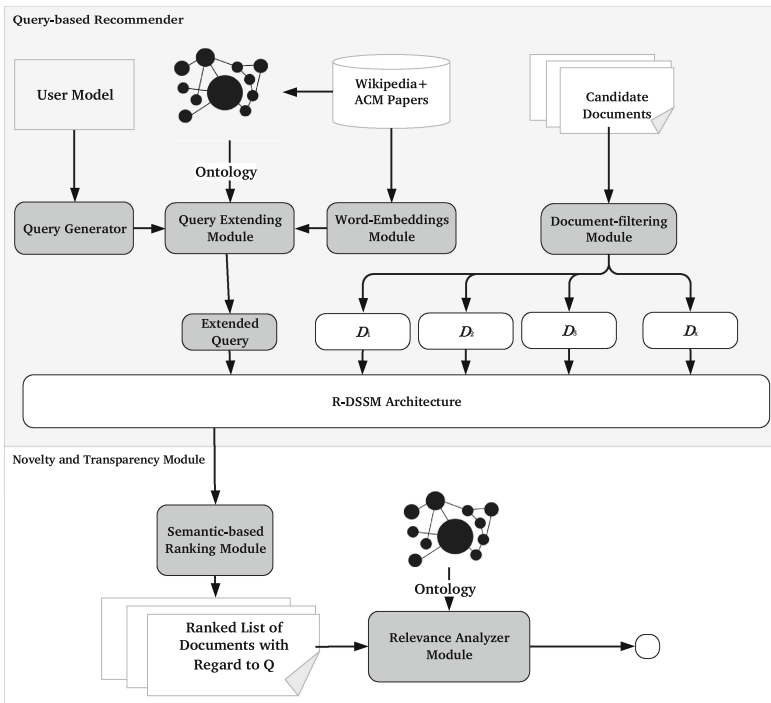 Query-based Recommender
User Model
Wikipedia+
ACM Papers
Candidate
Documents
Ontology
Query Generator
Query Extending
Module
Word-Embeddings
Module
Document-filtering
Module
Extended
Query
D₁
D₂
D₃
Dₓ
R-DSSM Architecture
Novelty and Transparency Module
Semantic-based
Ranking Module
Ontology
Ranked List of
Documents with
Regard to Q
Relevance Analyzer
Module